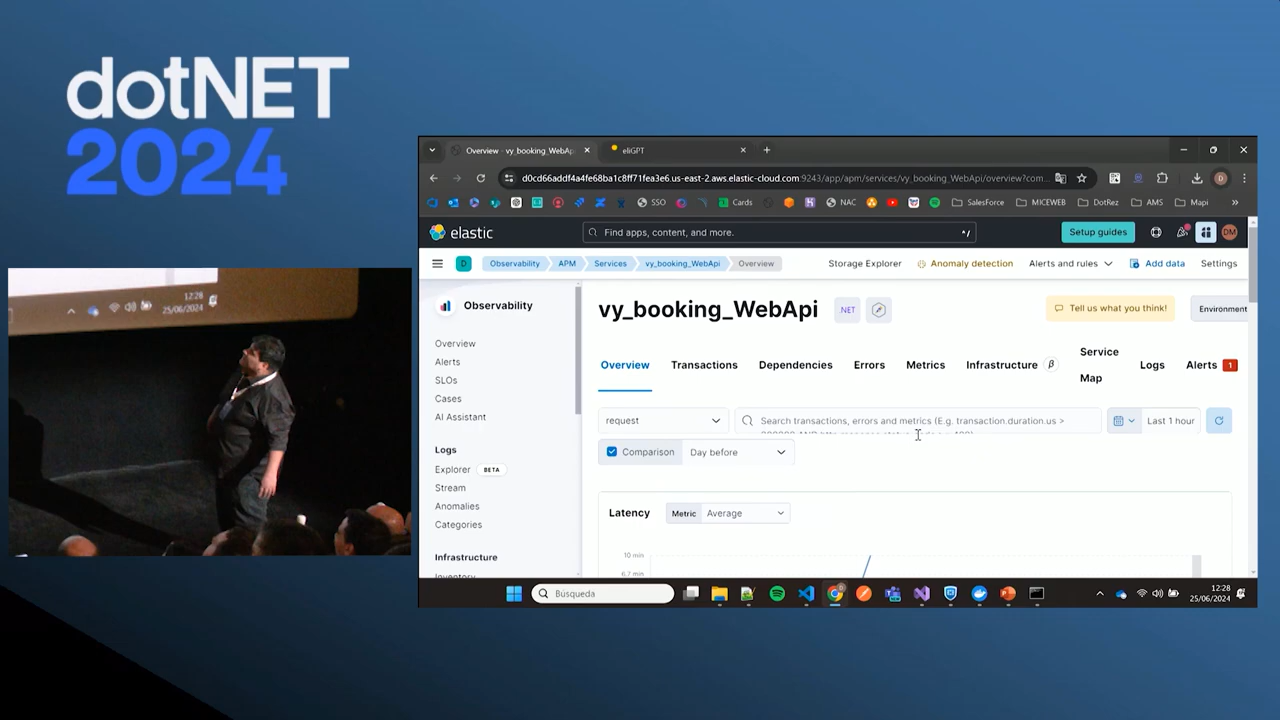 dotNET
2024
12:28
25/06/2024
Overview - vy_booking_WebAp
eliGPT
d0cd66addf4a4fe68ba1c8ff71fea3e6.us-east-2.aws.elastic-cloud.com:9243/app/apm/services/vy_booking_WebApi/overview?com...
SSO
Cards
NAC
SalesForce
MICEWEB
DotRez
AMS
Mapi
elastic
Find apps, content, and more.
Setup guides
DM
D
Observability
APM
Services
vy_booking_WebApi
Overview
Storage Explorer
Anomaly detection
Alerts and rules
Add data
Settings
Observability
Overview
Alerts
SLOs
Cases
AI Assistant
Logs
Explorer BETA
Stream
Anomalies
Categories
Infrastructure
Inventory
vy_booking_WebApi
.NET
Tell us what you think!
Environment
Overview
Transactions
Dependencies
Errors
Metrics
Infrastructure β
Service Map
Logs
Alerts 1
request
Search transactions, errors and metrics (E.g. transaction.duration.us >
Last 1 hour
Comparison
Day before
Latency
Metric
Average
10 min
6.7 min
Búsqueda
12:28
25/06/2024